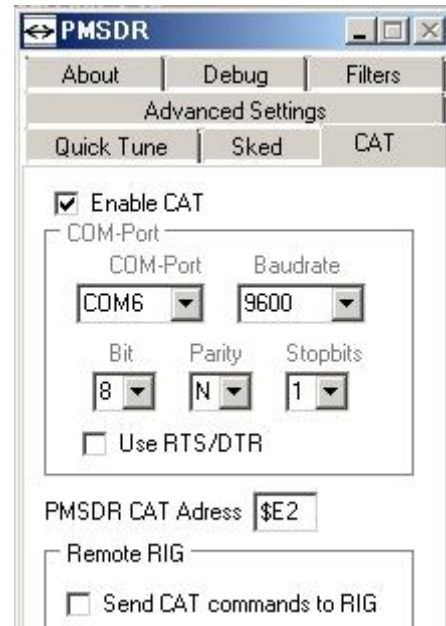 PMSDR
About Debug Filters
Advanced Settings
Quick Tune Sked CAT
Enable CAT
COM-Port
COM-Port Baudrate
COM6 9600
Bit Parity Stopbits
8 N 1
Use RTS/DTR
PMSDR CAT Adress $E2
Remote RIG
Send CAT commands to RIG